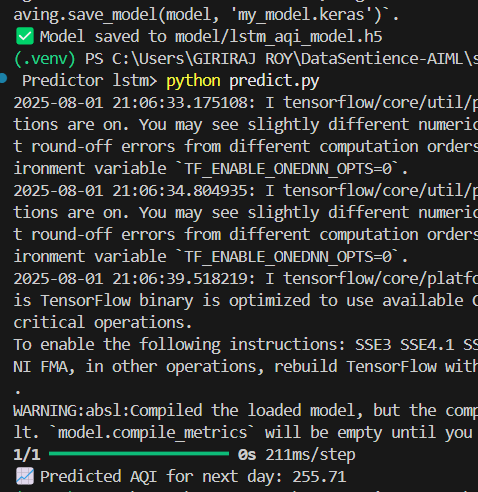 aving.save_model(model, 'my_model.keras')`.
✅ Model saved to model/lstm_aqi_model.h5
(.venv) PS C:\Users\GIRIRAJ ROY\DataSentience-AIML\s
Predictor lstm> python predict.py
2025-08-01 21:06:33.175108: I tensorflow/core/util/p
tions are on. You may see slightly different numeric
t round-off errors from different computation orders
ironment variable `TF_ENABLE_ONEDNN_OPTS=0`.
2025-08-01 21:06:34.804935: I tensorflow/core/util/p
tions are on. You may see slightly different numeric
t round-off errors from different computation orders
ironment variable `TF_ENABLE_ONEDNN_OPTS=0`.
2025-08-01 21:06:39.518219: I tensorflow/core/platfo
is TensorFlow binary is optimized to use available C
critical operations.
To enable the following instructions: SSE3 SSE4.1 SS
NI FMA, in other operations, rebuild TensorFlow with
.
WARNING:absl:Compiled the loaded model, but the comp
lt. `model.compile_metrics` will be empty until you
1/1 ━━━━━━━━━━━━━━━━━━━━ 0s 211ms/step
📈 Predicted AQI for next day: 255.71